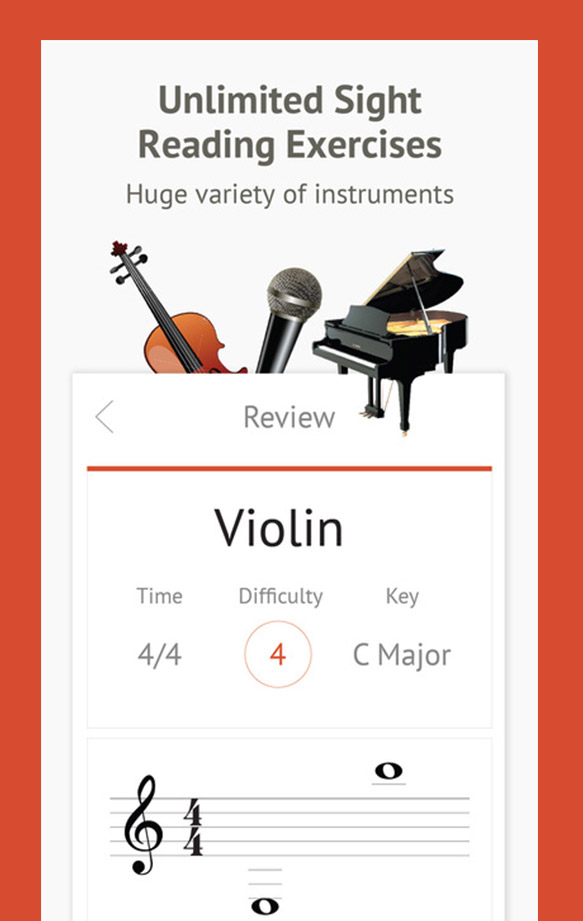 Unlimited Sight
Reading Exercises
Huge variety of instruments
Review
Violin
Time Difficulty Key
4/4 4 C Major
4
4